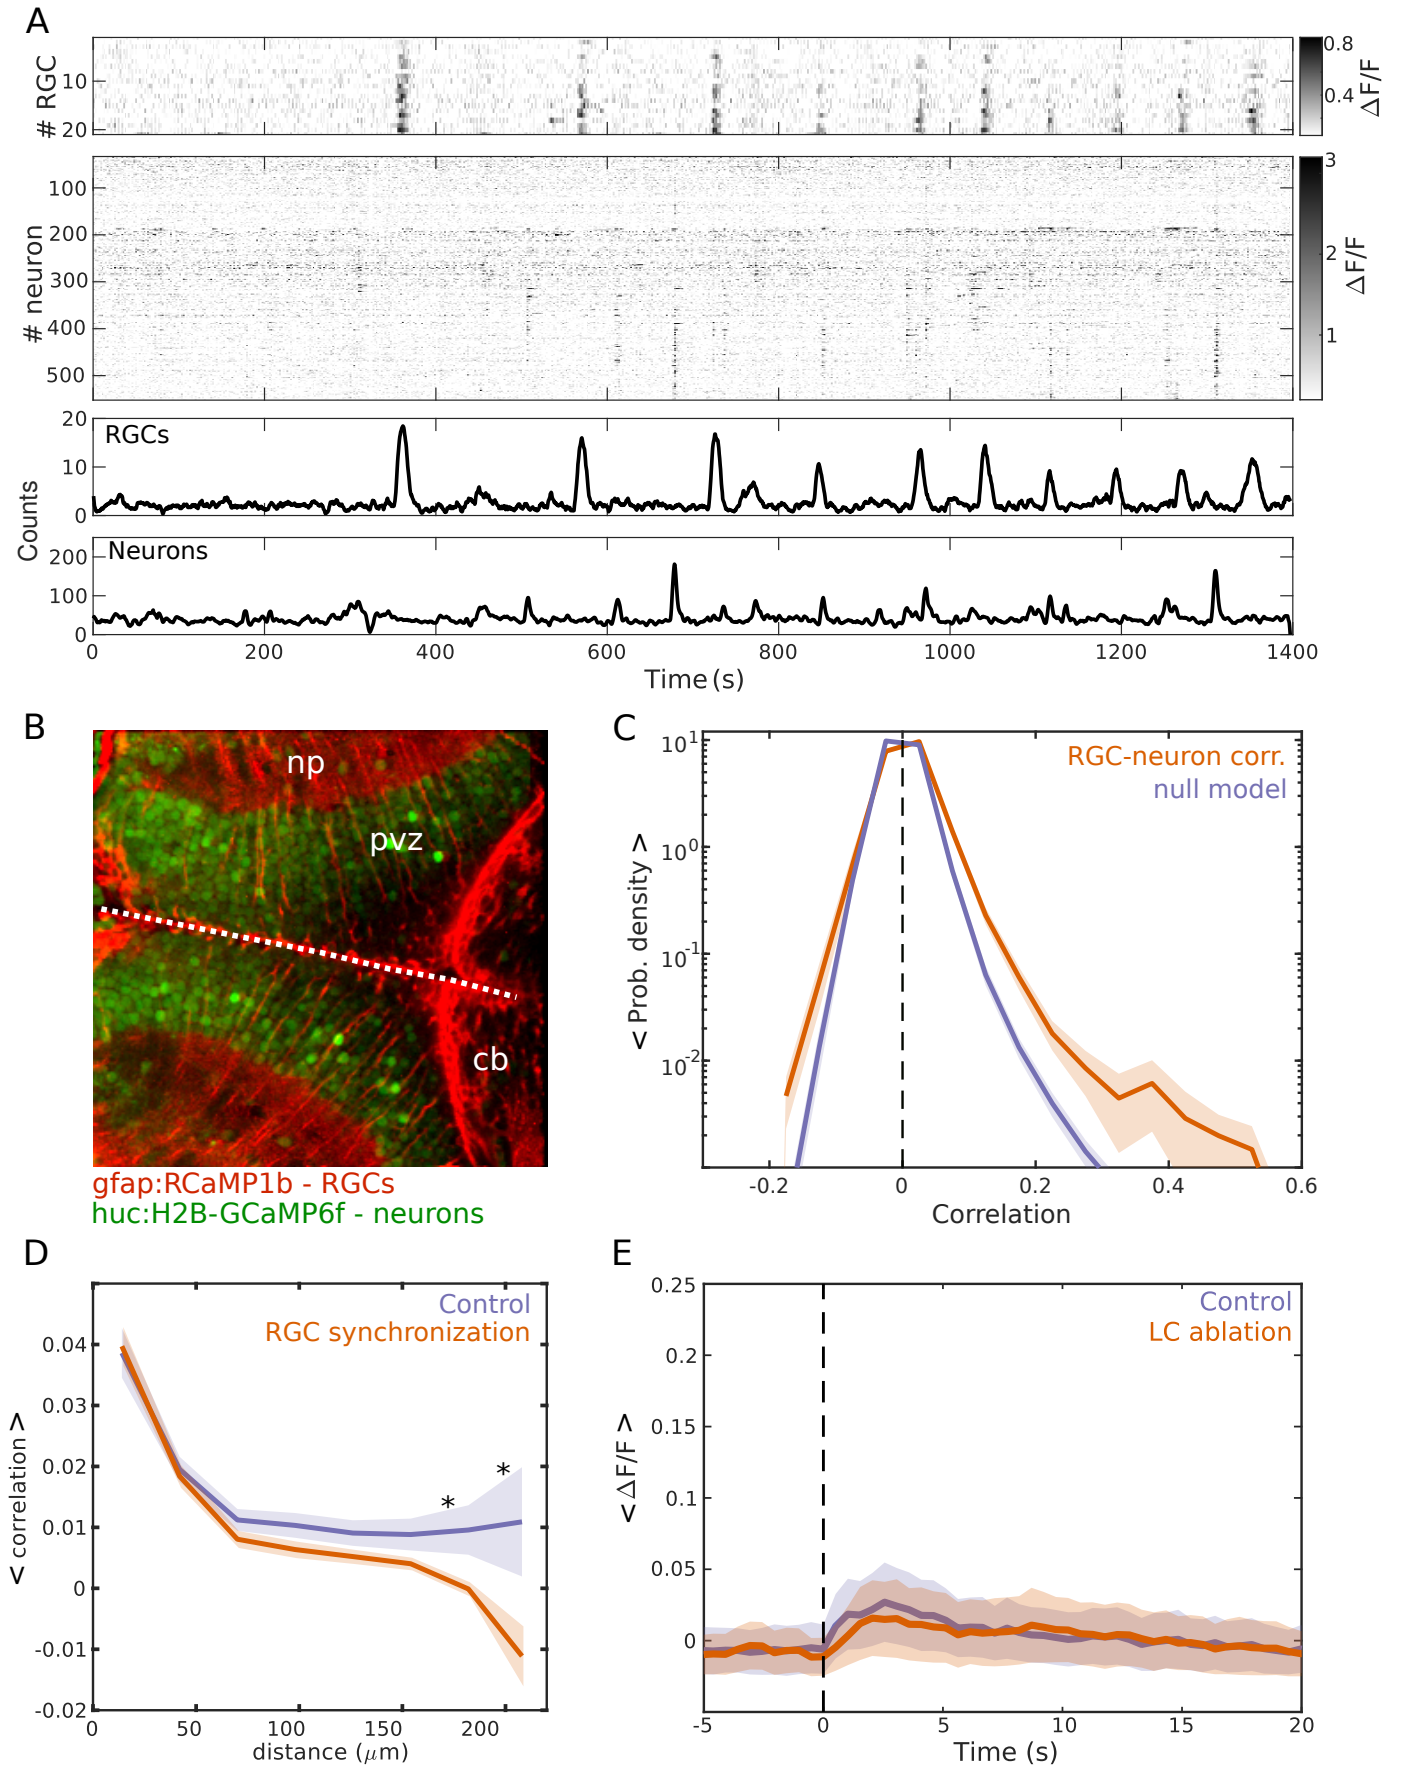 A
# RGC
10
20
0.8
0.4
ΔF/F
# neuron
100
200
300
400
500
3
2
1
ΔF/F
Counts
20
10
0
RGCs
200
100
0
Neurons
0 200 400 600 800 1000 1200 1400
Time (s)
B
np
pvz
cb
gfap:RCaMP1b - RGCs
huc:H2B-GCaMP6f - neurons
C
RGC-neuron corr.
null model
< Prob. density >
10^1
10^0
10^-1
10^-2
-0.2 0 0.2 0.4 0.6
Correlation
D
Control
RGC synchronization
< correlation >
0.04
0.03
0.02
0.01
0
-0.01
-0.02
* *
0 50 100 150 200
distance (μm)
E
Control
LC ablation
< ΔF/F >
0.25
0.2
0.15
0.1
0.05
0
-5 0 5 10 15 20
Time (s)